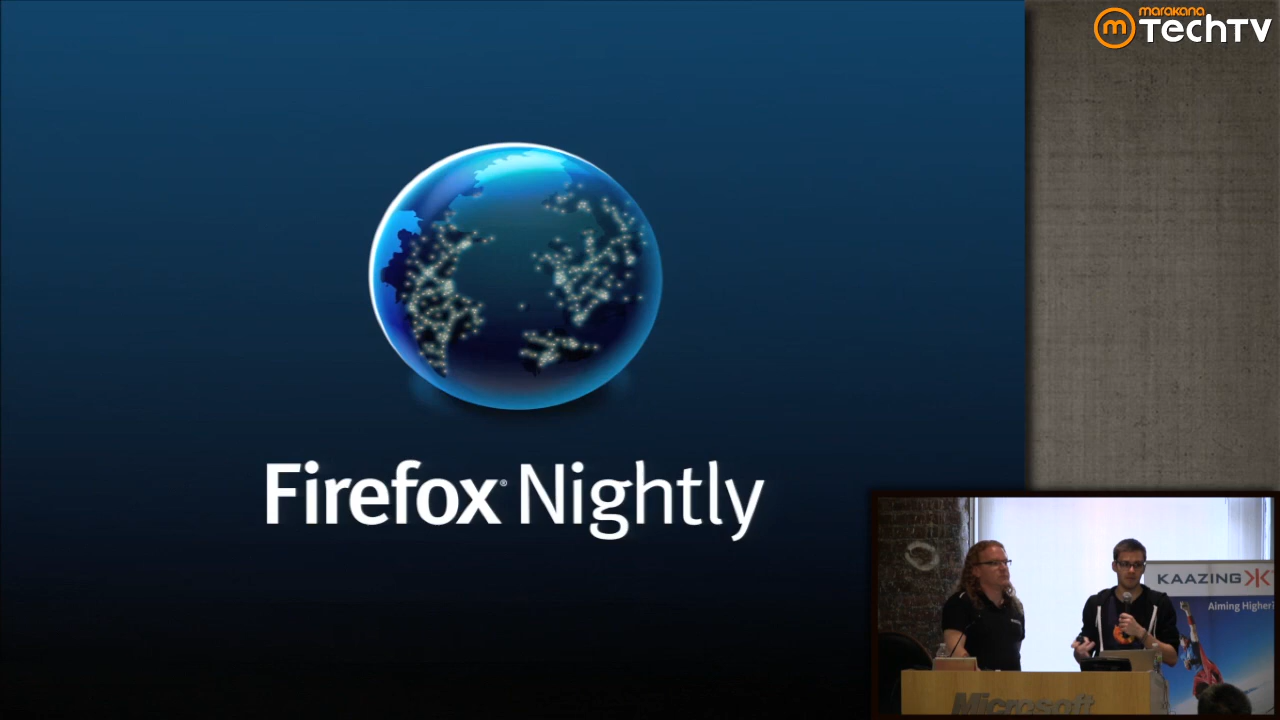 marakana
m TechTV
Firefox® Nightly
KAAZING
Aiming Higher
Microsoft